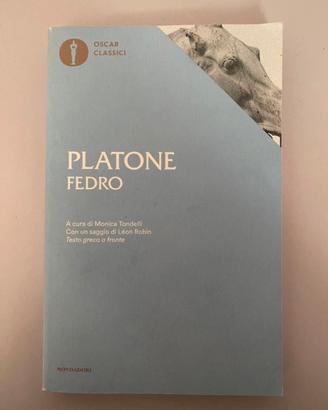 OSCAR
CLASSICI
PLATONE
FEDRO
A cura di Monica Tondelli
Con un saggio di Léon Robin
Testo greco a fronte
MONDADORI